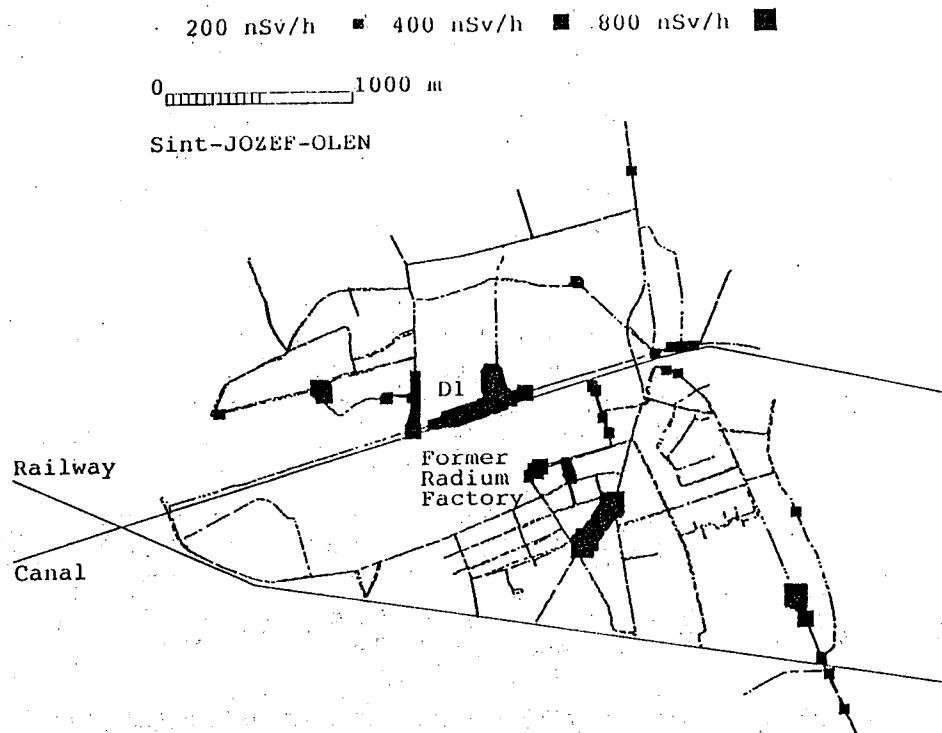 200 nSv/h 400 nSv/h 800 nSv/h
0 1000 m
Sint-JOZEF-OLEN
D1
Former
Radium
Factory
Railway
Canal